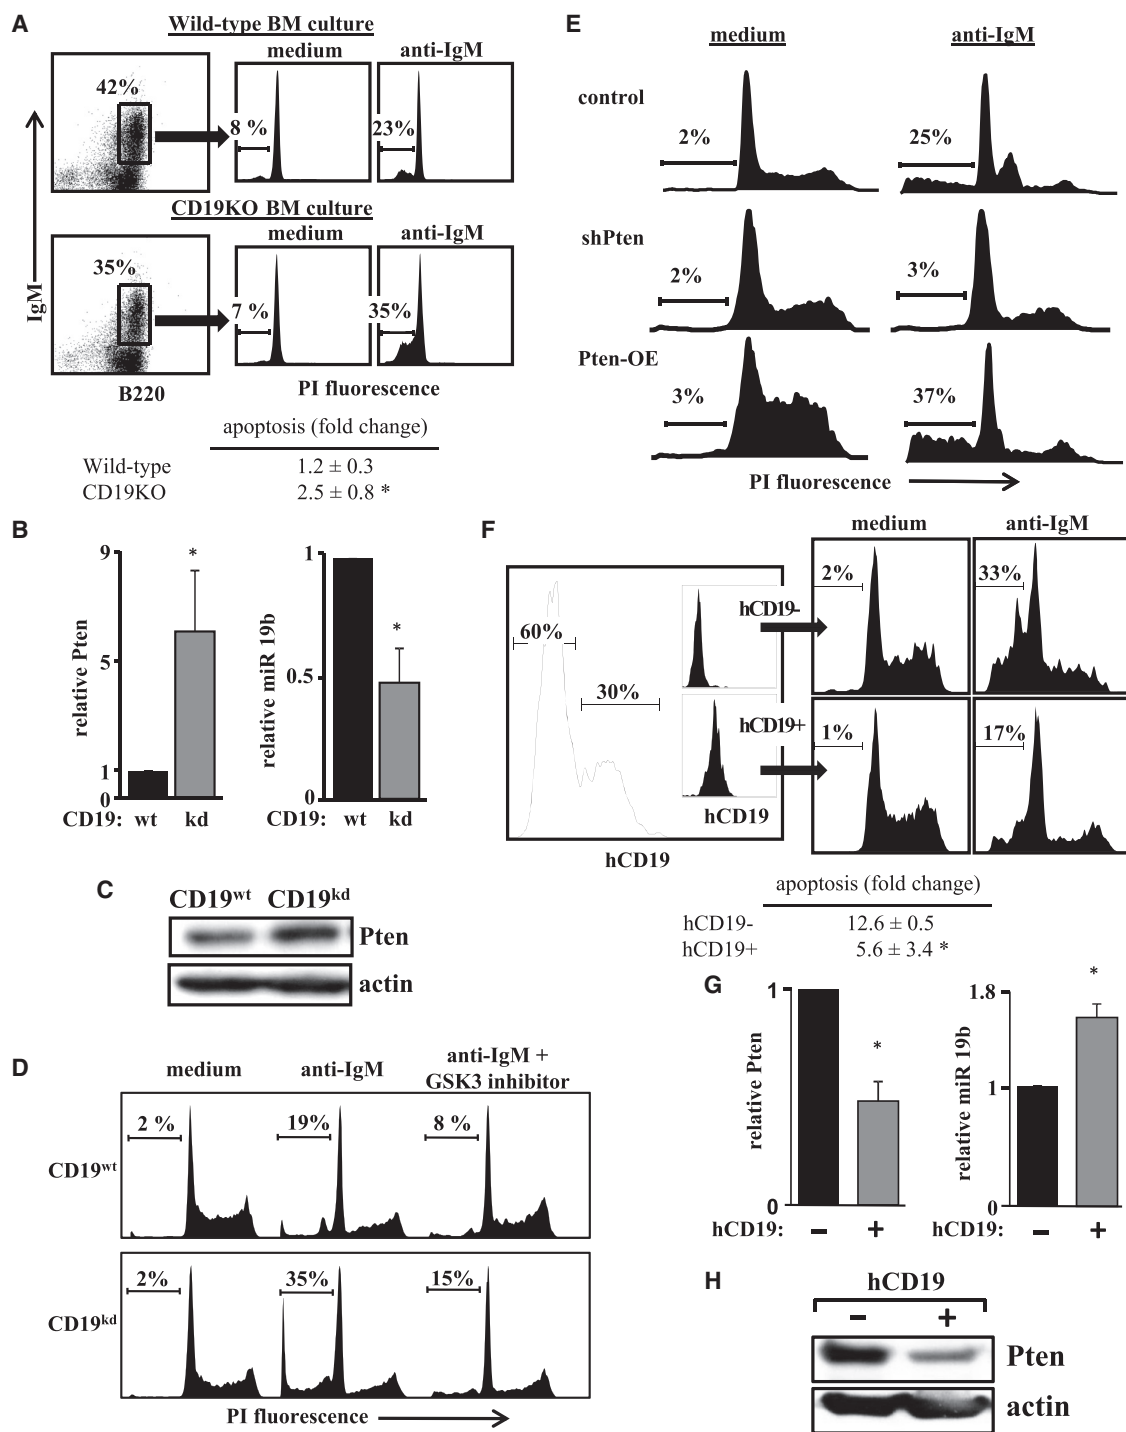 A
Wild-type BM culture
medium
anti-IgM
42%
8 %
23%
CD19KO BM culture
medium
anti-IgM
35%
7 %
35%
IgM
B220
PI fluorescence
apoptosis (fold change)
Wild-type 1.2 ± 0.3
CD19KO 2.5 ± 0.8 *
B
9
5
1
0
relative Pten
*
CD19: wt kd
1
0.5
0
relative miR 19b
*
CD19: wt kd
C
CD19wt CD19kd
Pten
actin
D
medium
anti-IgM
anti-IgM +
GSK3 inhibitor
CD19wt
2 %
19%
8 %
CD19kd
2%
35%
15%
PI fluorescence
E
medium
anti-IgM
control
2%
25%
shPten
2%
3%
Pten-OE
3%
37%
PI fluorescence
F
60%
30%
hCD19-
hCD19+
hCD19
hCD19
medium
anti-IgM
2%
33%
1%
17%
apoptosis (fold change)
hCD19- 12.6 ± 0.5
hCD19+ 5.6 ± 3.4 *
G
1
0
relative Pten
*
hCD19: − +
1.8
1
0
relative miR 19b
*
hCD19: − +
H
hCD19
− +
Pten
actin